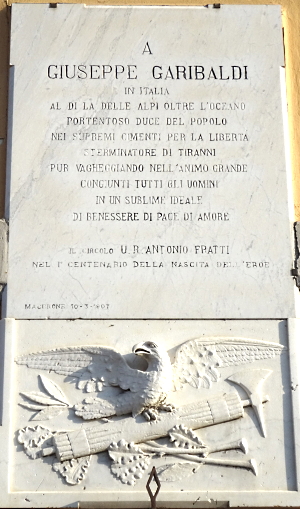 A
GIUSEPPE GARIBALDI
IN ITALIA
AL DI LÀ DELLE ALPI OLTRE L'OCEANO
PORTENTOSO DUCE DEL POPOLO
NEI SUPREMI CIMENTI PER LA LIBERTÀ
STERMINATORE DI TIRANNI
PUR VAGHEGGIANDO NELL'ANIMO GRANDE
CONGIUNTI TUTTI GLI UOMINI
IN UN SUBLIME IDEALE
DI BENESSERE DI PACE DI AMORE
IL CIRCOLO U.R. ANTONIO FRATTI
NEL 1° CENTENARIO DELLA NASCITA DELL'EROE